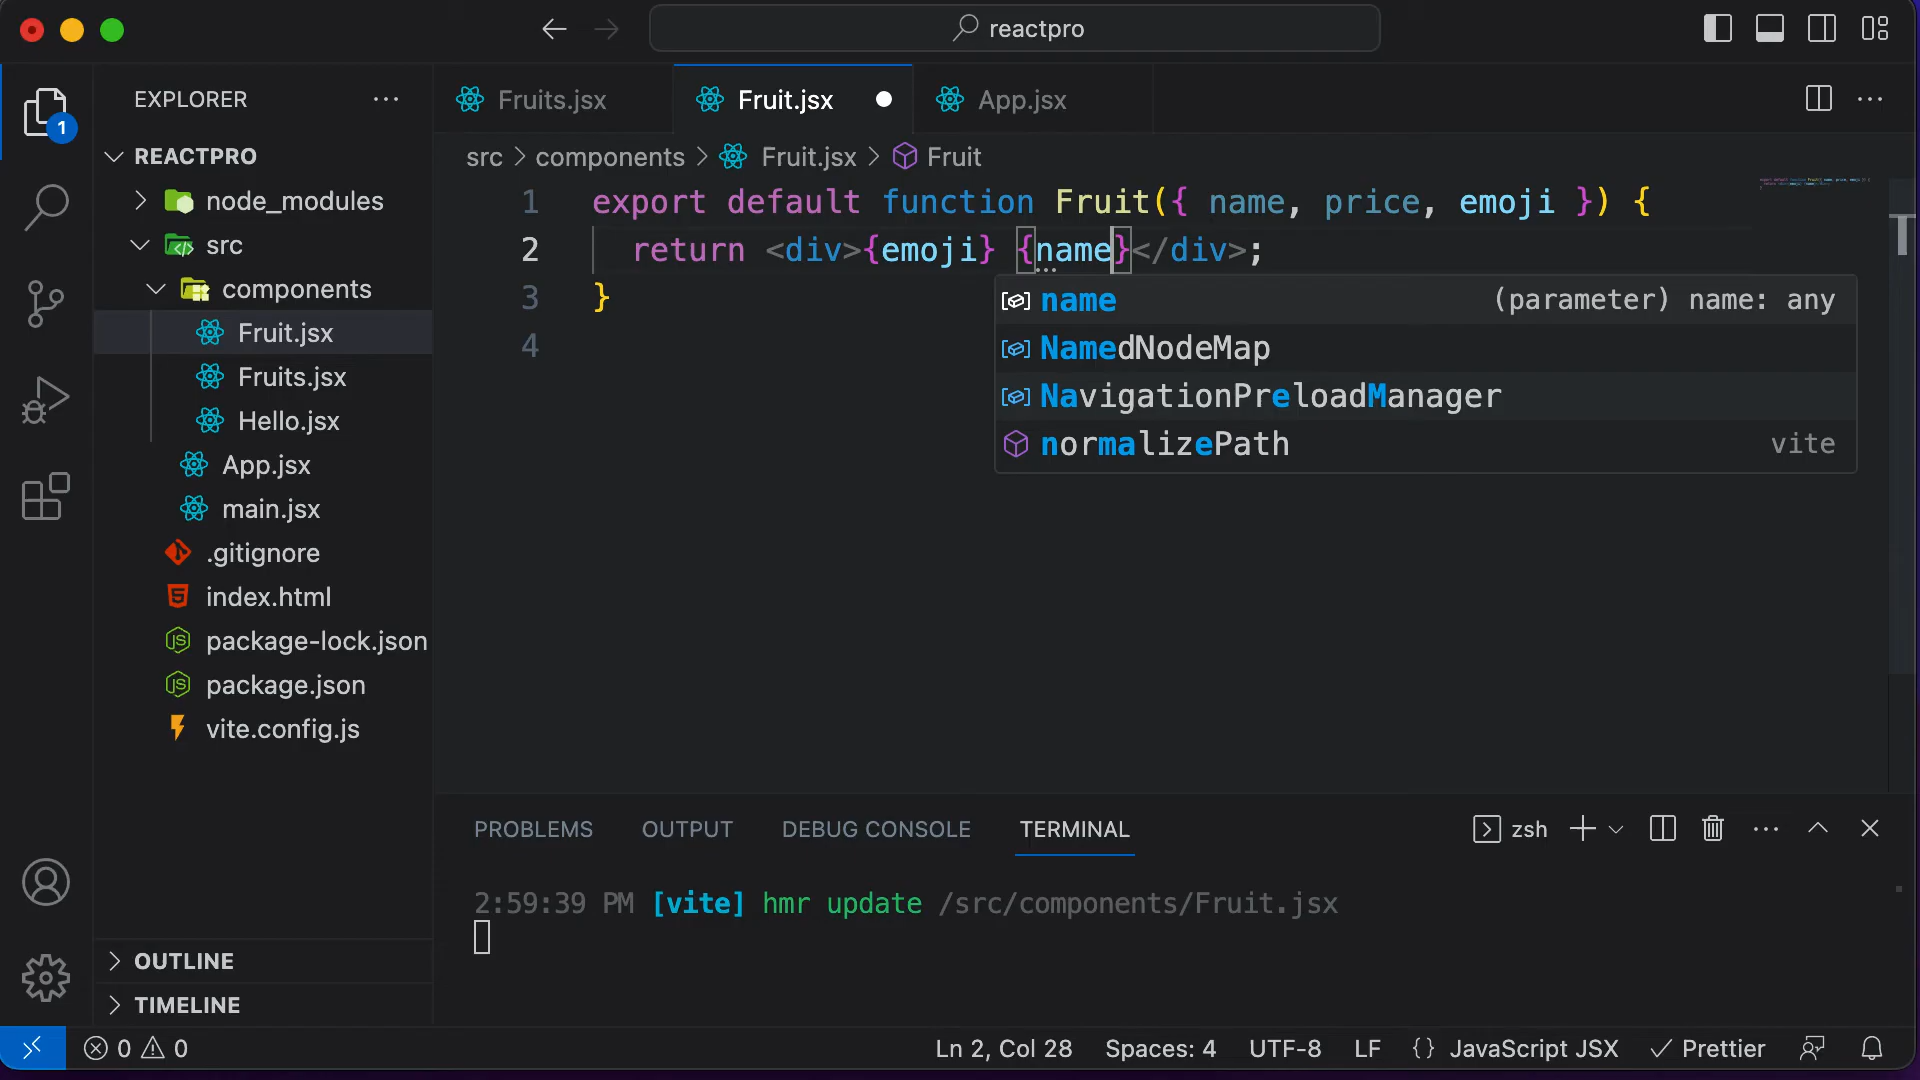 reactpro
EXPLORER
1
REACTPRO
node_modules
src
components
Fruit.jsx
Fruits.jsx
Hello.jsx
App.jsx
main.jsx
.gitignore
index.html
package-lock.json
package.json
vite.config.js
OUTLINE
TIMELINE
Fruits.jsx
Fruit.jsx
App.jsx
src > components > Fruit.jsx > Fruit
1 export default function Fruit({ name, price, emoji }) {
2 return <div>{emoji} {name}</div>;
3 }
4
name (parameter) name: any
NamedNodeMap
NavigationPreloadManager
normalizePath vite
PROBLEMS OUTPUT DEBUG CONSOLE TERMINAL zsh
2:59:39 PM [vite] hmr update /src/components/Fruit.jsx
0 0 Ln 2, Col 28 Spaces: 4 UTF-8 LF {} JavaScript JSX Prettier